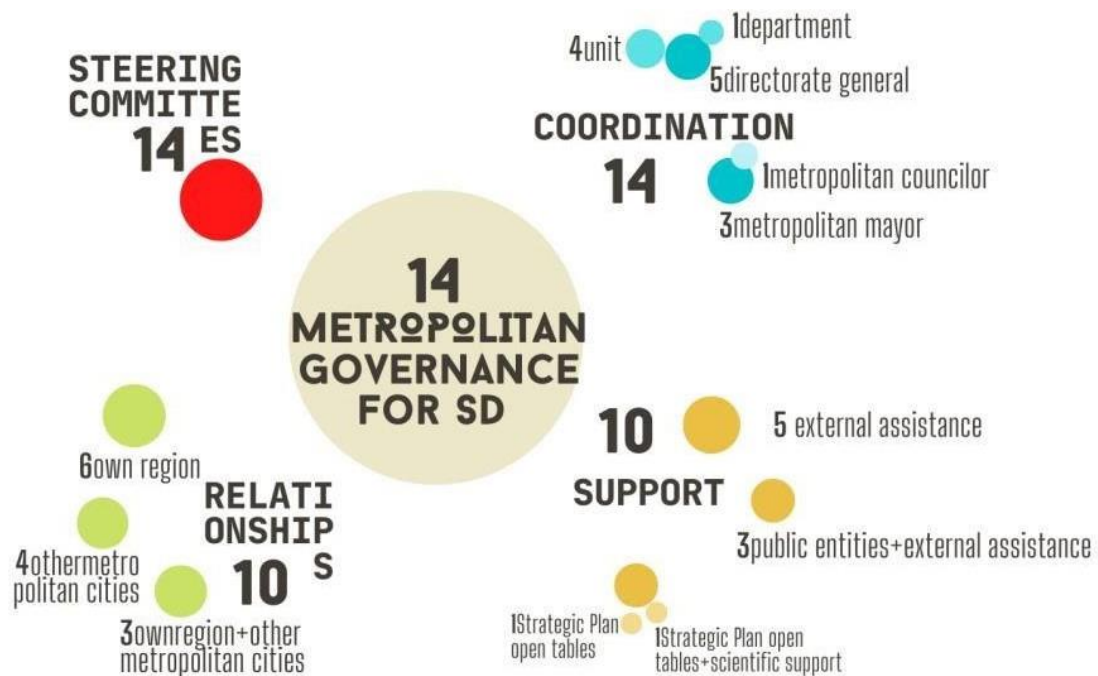 STEERING
COMMITTE
14 ES
4unit
1department
5directorate general
COORDINATION
14
1metropolitan councilor
3metropolitan mayor
14
METROPOLITAN
GOVERNANCE
FOR SD
6own region
RELATI
ONSHIP
S
10
4othermetro
politan cities
3ownregion+other
metropolitan cities
10
SUPPORT
5 external assistance
3public entities+external assistance
1Strategic Plan
open tables
1Strategic Plan open
tables+scientific support